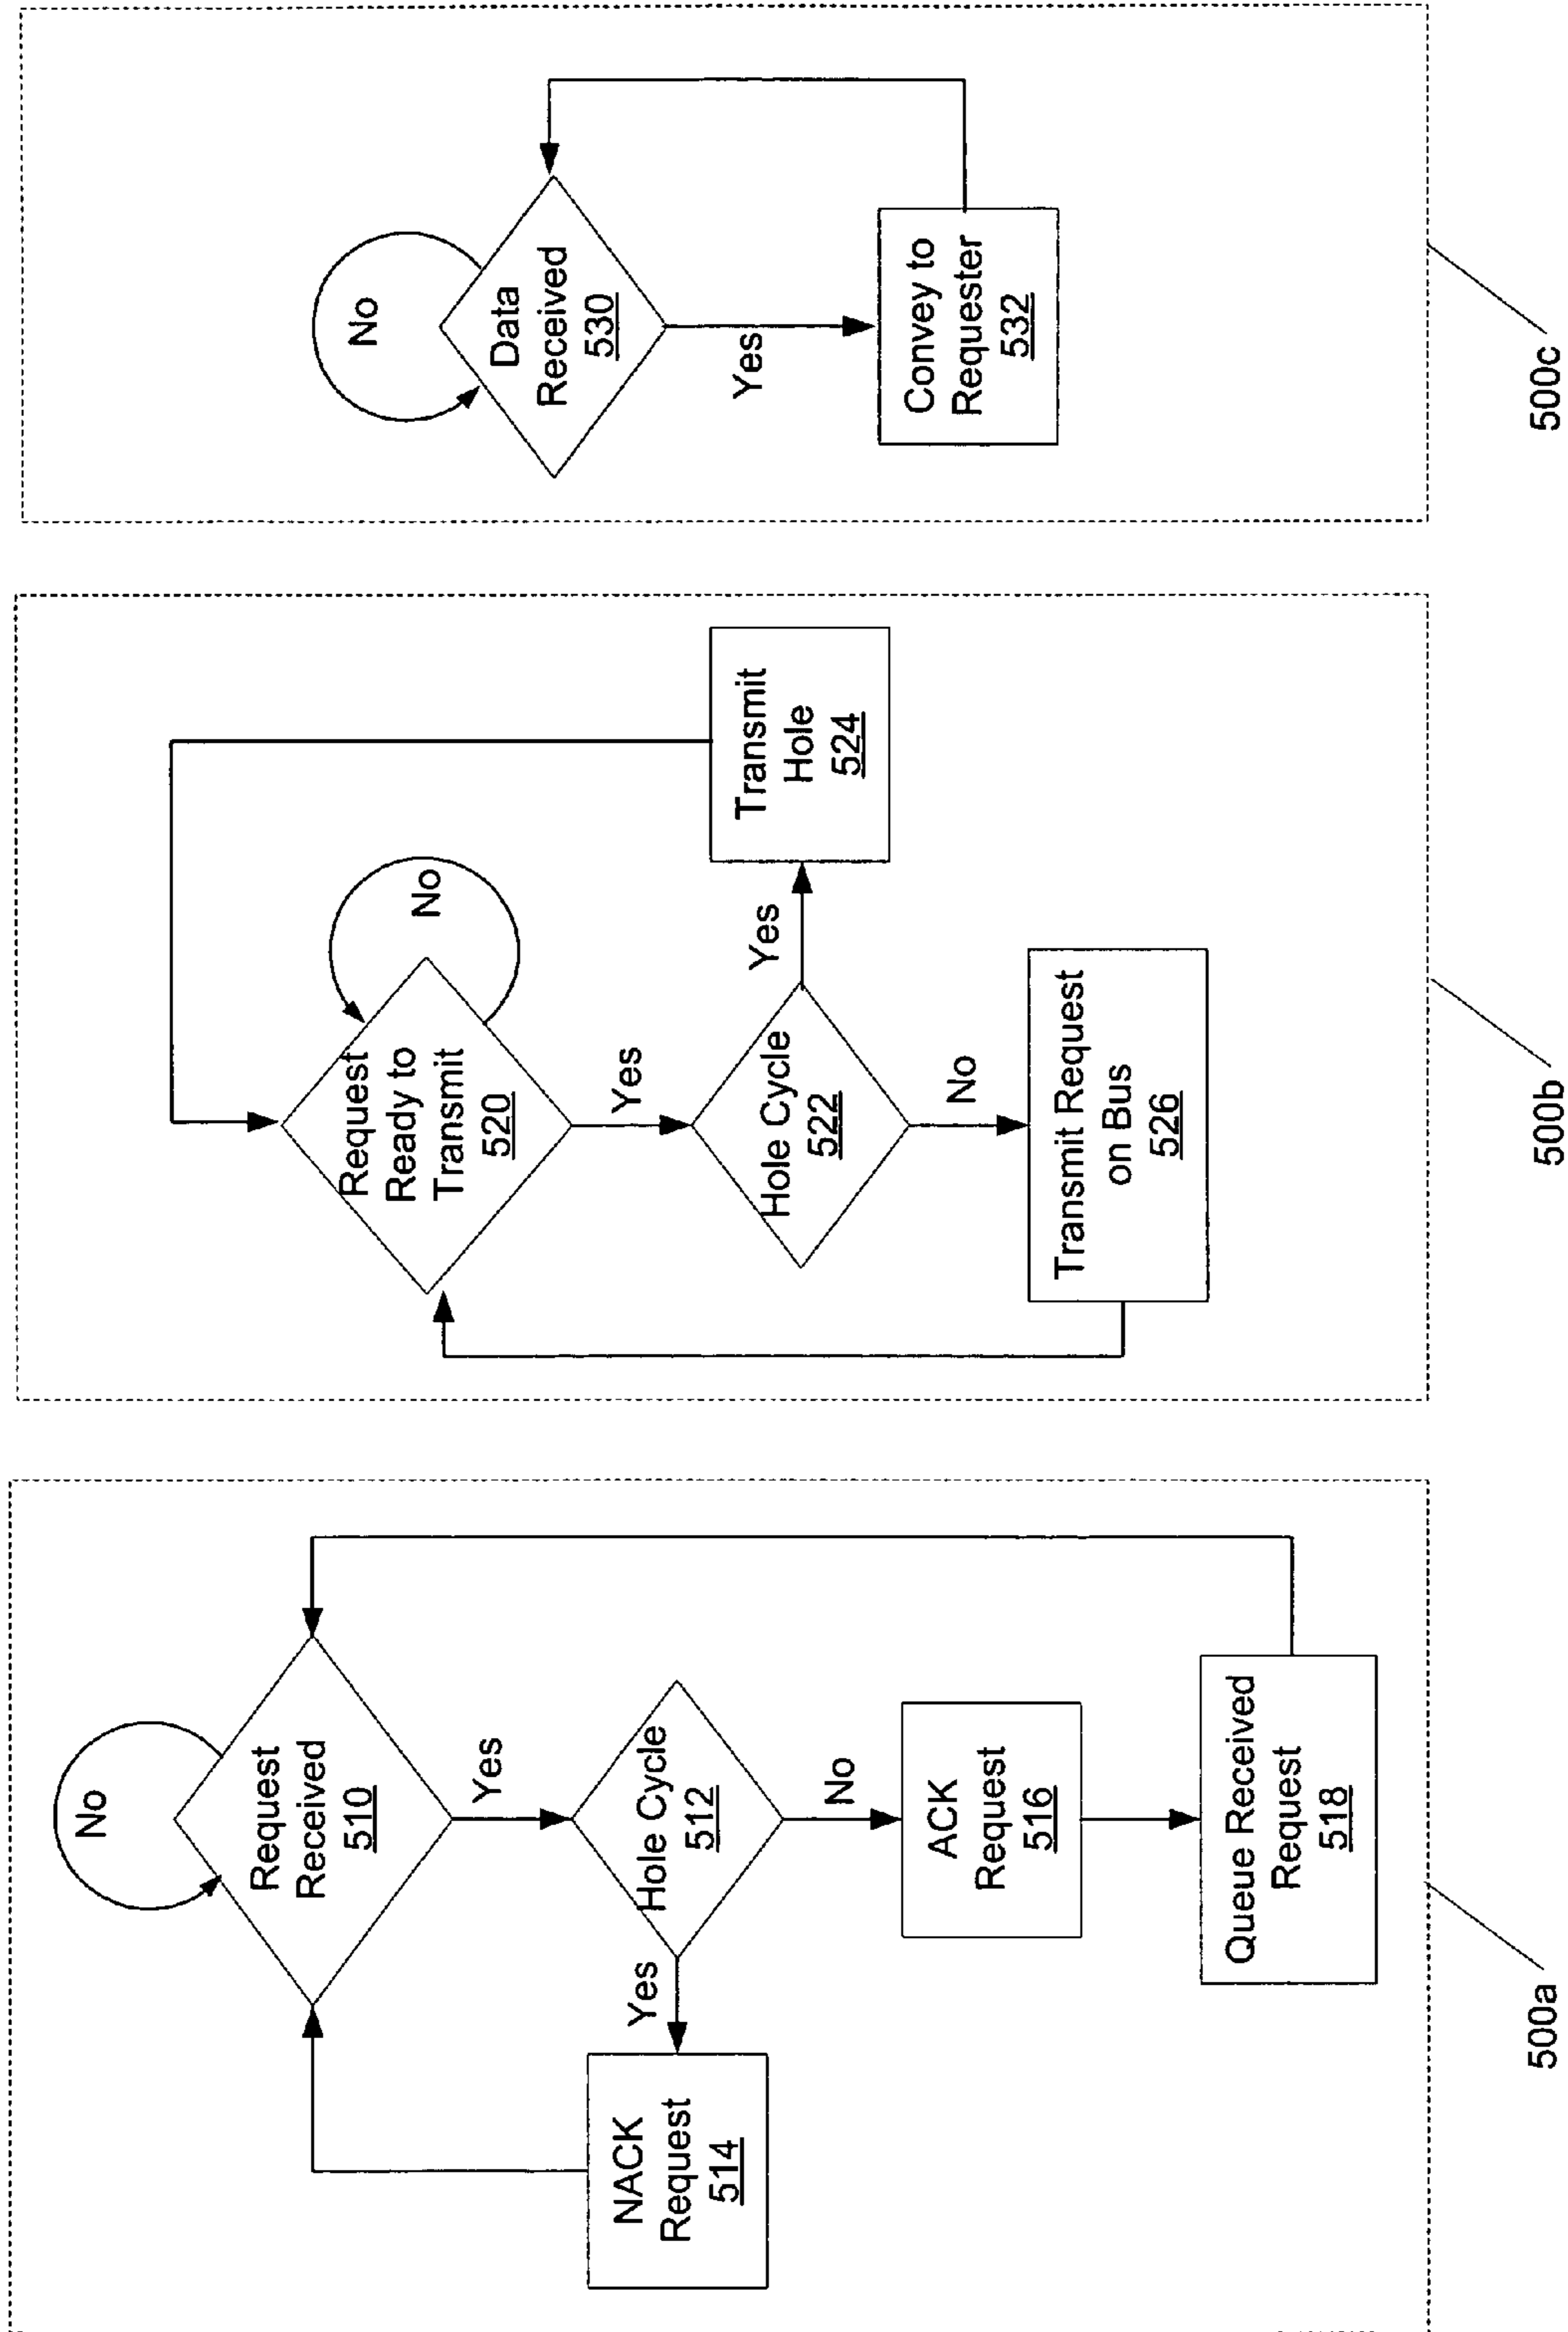 No
Request
Received
510
Yes
Hole Cycle
512
Yes
NACK
Request
514
No
ACK
Request
516
Queue Received
Request
518
500a
No
Request
Ready to
Transmit
520
Yes
Hole Cycle
522
Yes
Transmit
Hole
524
No
Transmit Request
on Bus
526
500b
No
Data
Received
530
Yes
Convey to
Requester
532
500c